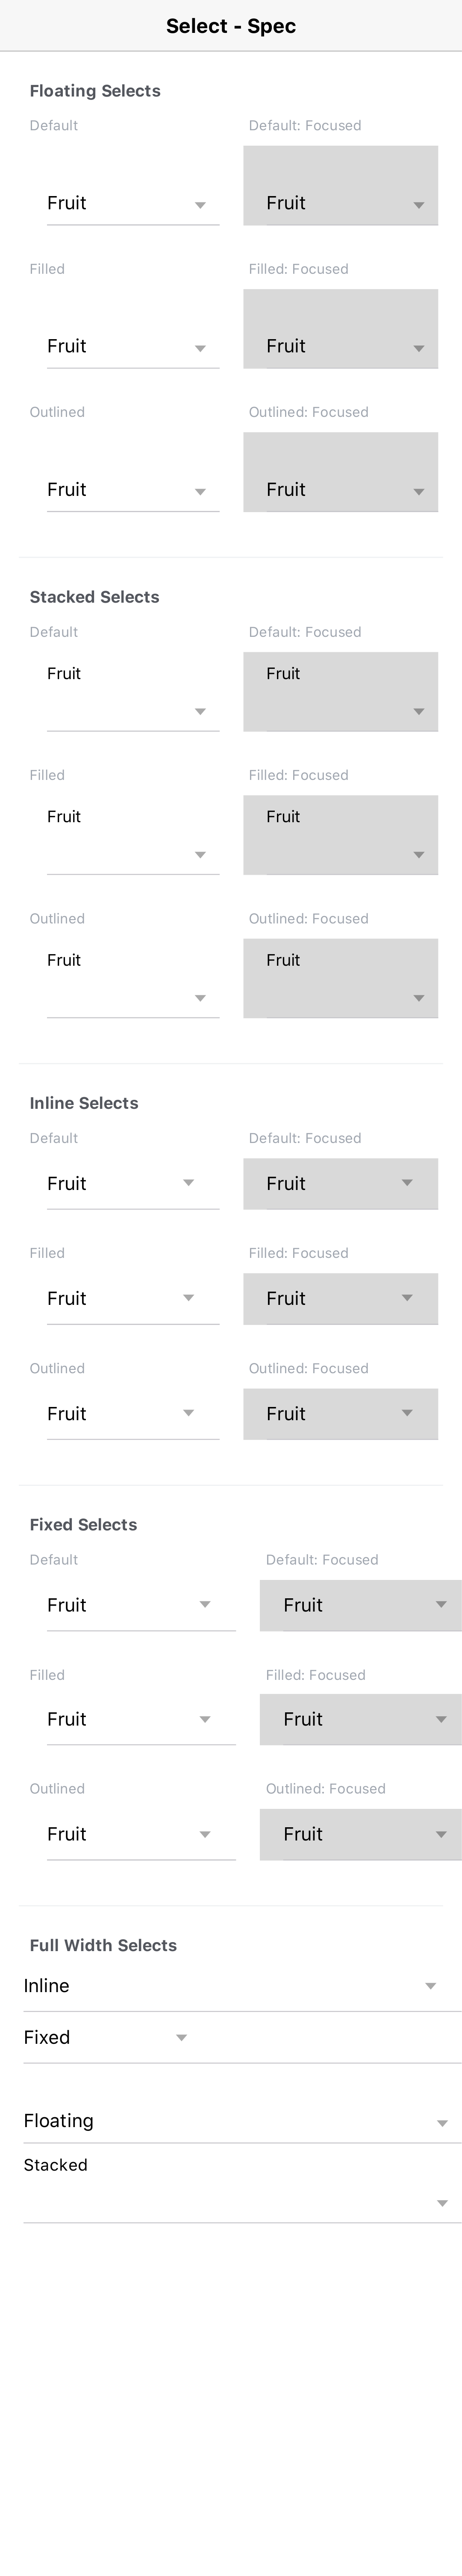 Select - Spec
Floating Selects
Default Default: Focused
Fruit Fruit
Filled Filled: Focused
Fruit Fruit
Outlined Outlined: Focused
Fruit Fruit
Stacked Selects
Default Default: Focused
Fruit Fruit
Filled Filled: Focused
Fruit Fruit
Outlined Outlined: Focused
Fruit Fruit
Inline Selects
Default Default: Focused
Fruit Fruit
Filled Filled: Focused
Fruit Fruit
Outlined Outlined: Focused
Fruit Fruit
Fixed Selects
Default Default: Focused
Fruit Fruit
Filled Filled: Focused
Fruit Fruit
Outlined Outlined: Focused
Fruit Fruit
Full Width Selects
Inline
Fixed
Floating
Stacked